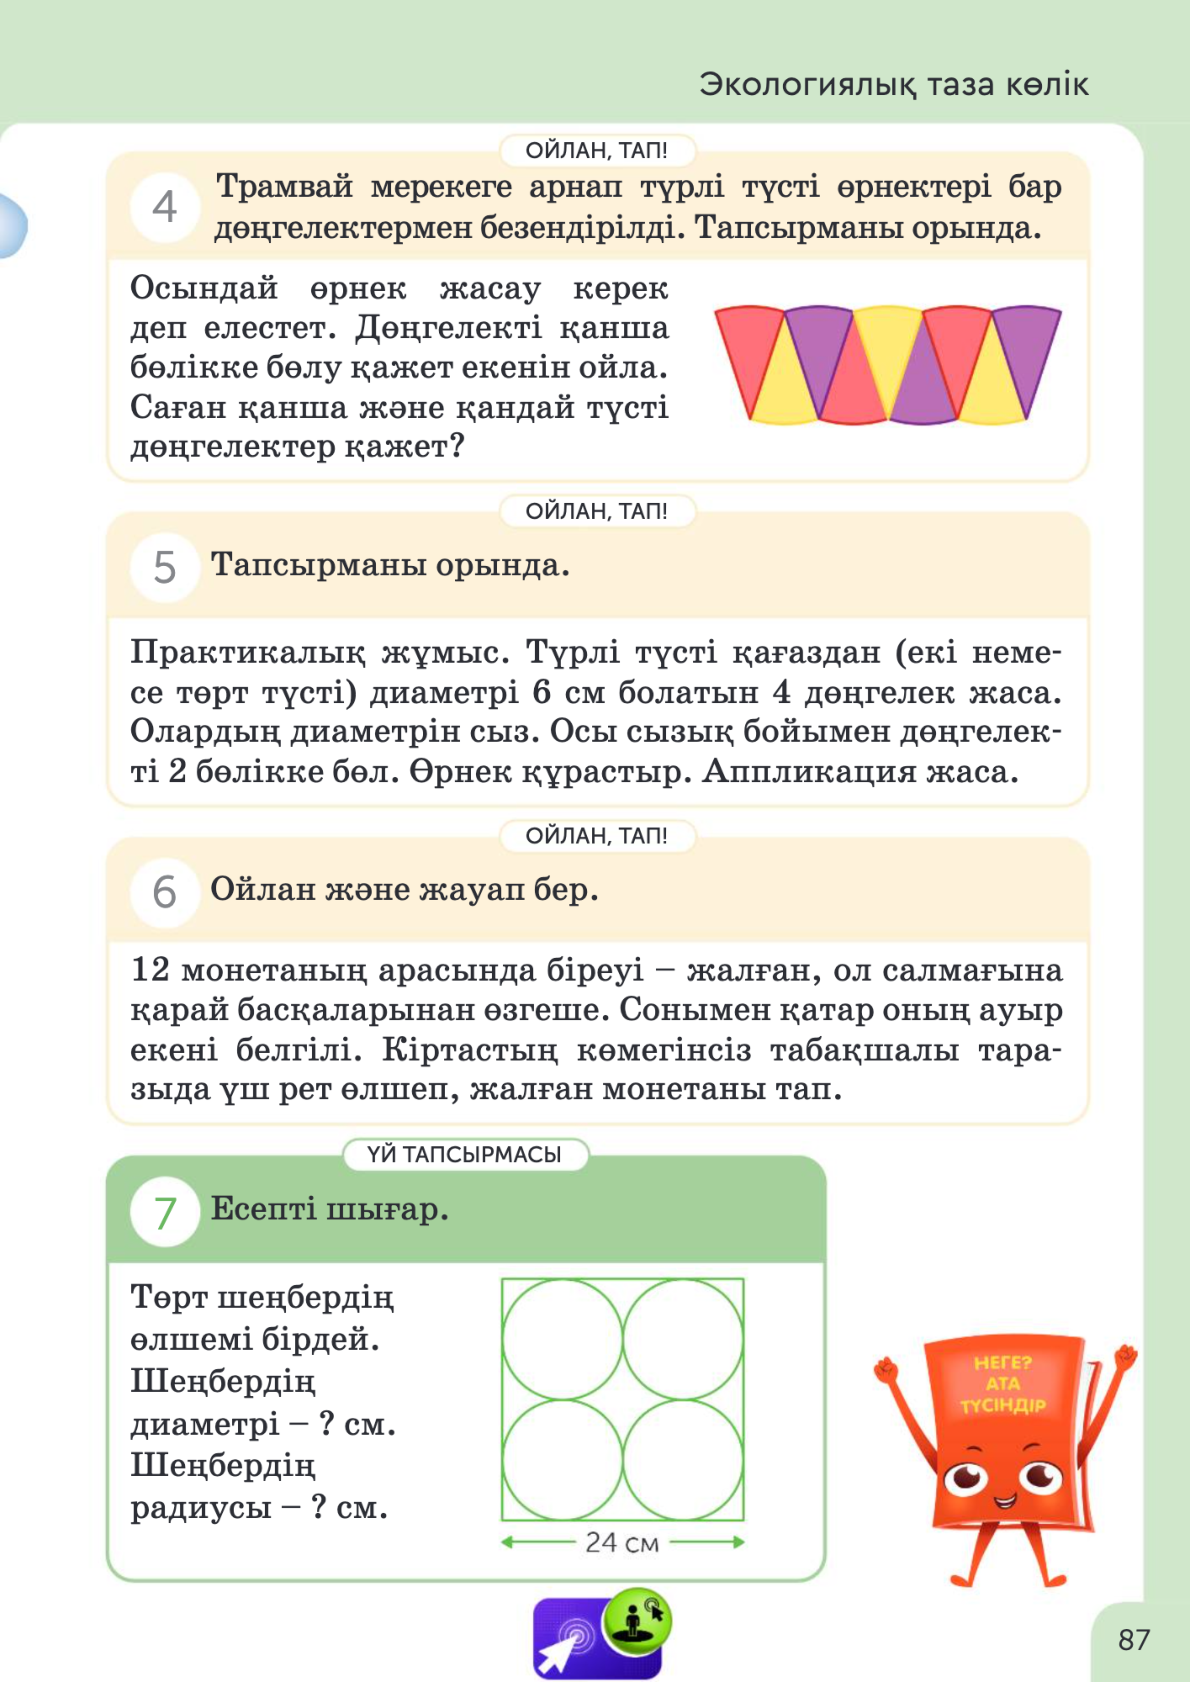 Экологиялық таза көлік
ОЙЛАН, ТАП!
4
Трамвай мерекеге арнап түрлі түсті өрнектері бар
дөңгелектермен безендірілді. Тапсырманы орында.
Осындай өрнек жасау керек
деп елестет. Дөңгелекті қанша
бөлікке бөлу қажет екенін ойла.
Саған қанша және қандай түсті
дөңгелектер қажет?
ОЙЛАН, ТАП!
5
Тапсырманы орында.
Практикалық жұмыс. Түрлі түсті қағаздан (екі неме-
се төрт түсті) диаметрі 6 см болатын 4 дөңгелек жаса.
Олардың диаметрін сыз. Осы сызық бойымен дөңгелек-
ті 2 бөлікке бөл. Өрнек құрастыр. Аппликация жаса.
ОЙЛАН, ТАП!
6
Ойлан және жауап бер.
12 монетаның арасында біреуі – жалған, ол салмағына
қарай басқаларынан өзгеше. Сонымен қатар оның ауыр
екені белгілі. Кіртастың көмегінсіз табақшалы тара-
зыда үш рет өлшеп, жалған монетаны тап.
ҮЙ ТАПСЫРМАСЫ
7
Есепті шығар.
Төрт шеңбердің
өлшемі бірдей.
Шеңбердің
диаметрі – ? см.
Шеңбердің
радиусы – ? см.
24 см
НЕГЕ?
АТА
ТҮСІНДІР
87